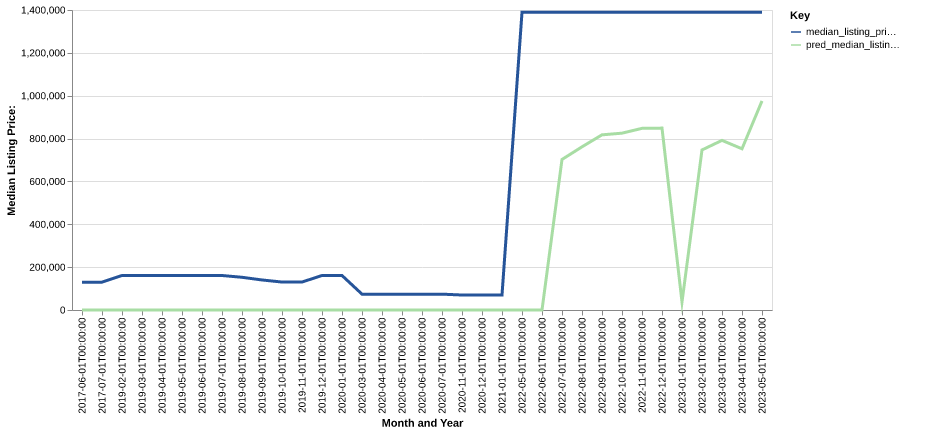 1,400,000
1,200,000
1,000,000
800,000
600,000
400,000
200,000
0
Median Listing Price:
2017-06-01T00:00:00
2017-07-01T00:00:00
2019-02-01T00:00:00
2019-03-01T00:00:00
2019-04-01T00:00:00
2019-05-01T00:00:00
2019-06-01T00:00:00
2019-07-01T00:00:00
2019-08-01T00:00:00
2019-09-01T00:00:00
2019-10-01T00:00:00
2019-11-01T00:00:00
2019-12-01T00:00:00
2020-01-01T00:00:00
2020-03-01T00:00:00
2020-04-01T00:00:00
2020-05-01T00:00:00
2020-06-01T00:00:00
2020-07-01T00:00:00
2020-11-01T00:00:00
2020-12-01T00:00:00
2021-01-01T00:00:00
2022-05-01T00:00:00
2022-06-01T00:00:00
2022-07-01T00:00:00
2022-08-01T00:00:00
2022-09-01T00:00:00
2022-10-01T00:00:00
2022-11-01T00:00:00
2022-12-01T00:00:00
2023-01-01T00:00:00
2023-02-01T00:00:00
2023-03-01T00:00:00
2023-04-01T00:00:00
2023-05-01T00:00:00
Month and Year
Key
median_listing_pri…
pred_median_listin…